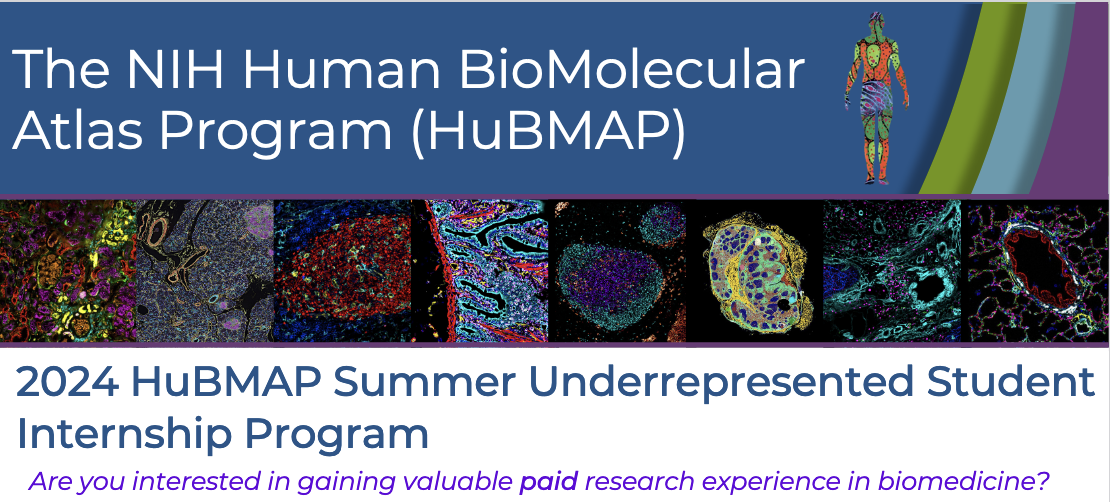 The NIH Human BioMolecular
Atlas Program (HuBMAP)
2024 HuBMAP Summer Underrepresented Student
Internship Program
Are you interested in gaining valuable paid research experience in biomedicine?